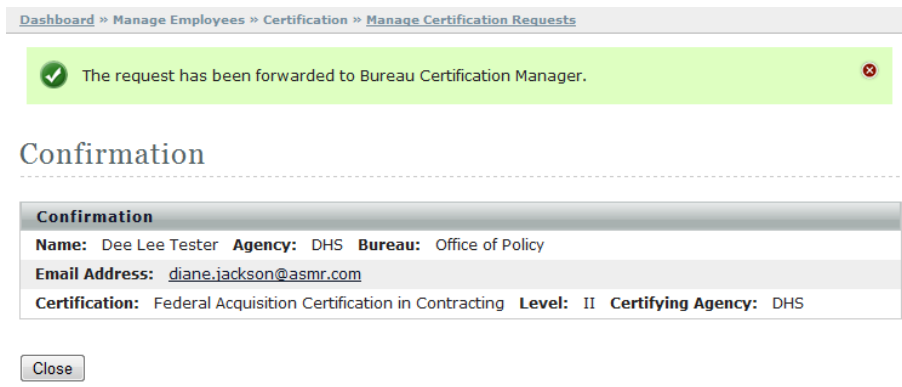 Dashboard » Manage Employees » Certification » Manage Certification Requests
The request has been forwarded to Bureau Certification Manager.
Confirmation
Confirmation
Name: Dee Lee Tester Agency: DHS Bureau: Office of Policy
Email Address: diane.jackson@asmr.com
Certification: Federal Acquisition Certification in Contracting Level: II Certifying Agency: DHS
Close